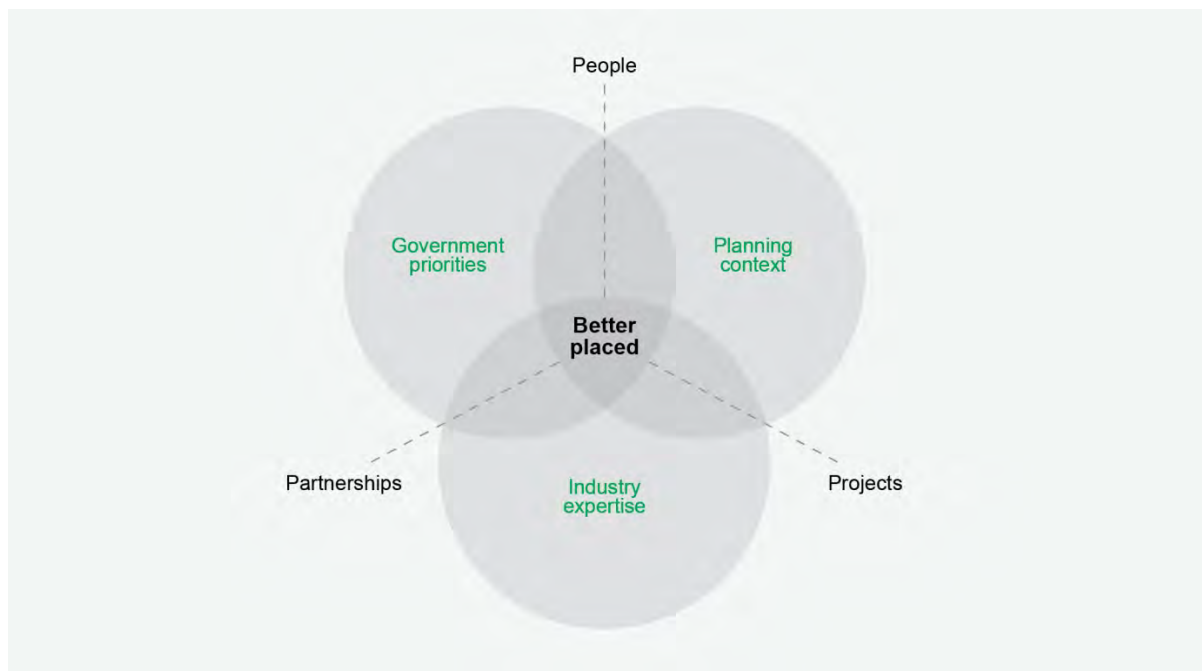 People
Government
priorities
Planning
context
Better
placed
Partnerships
Industry
expertise
Projects